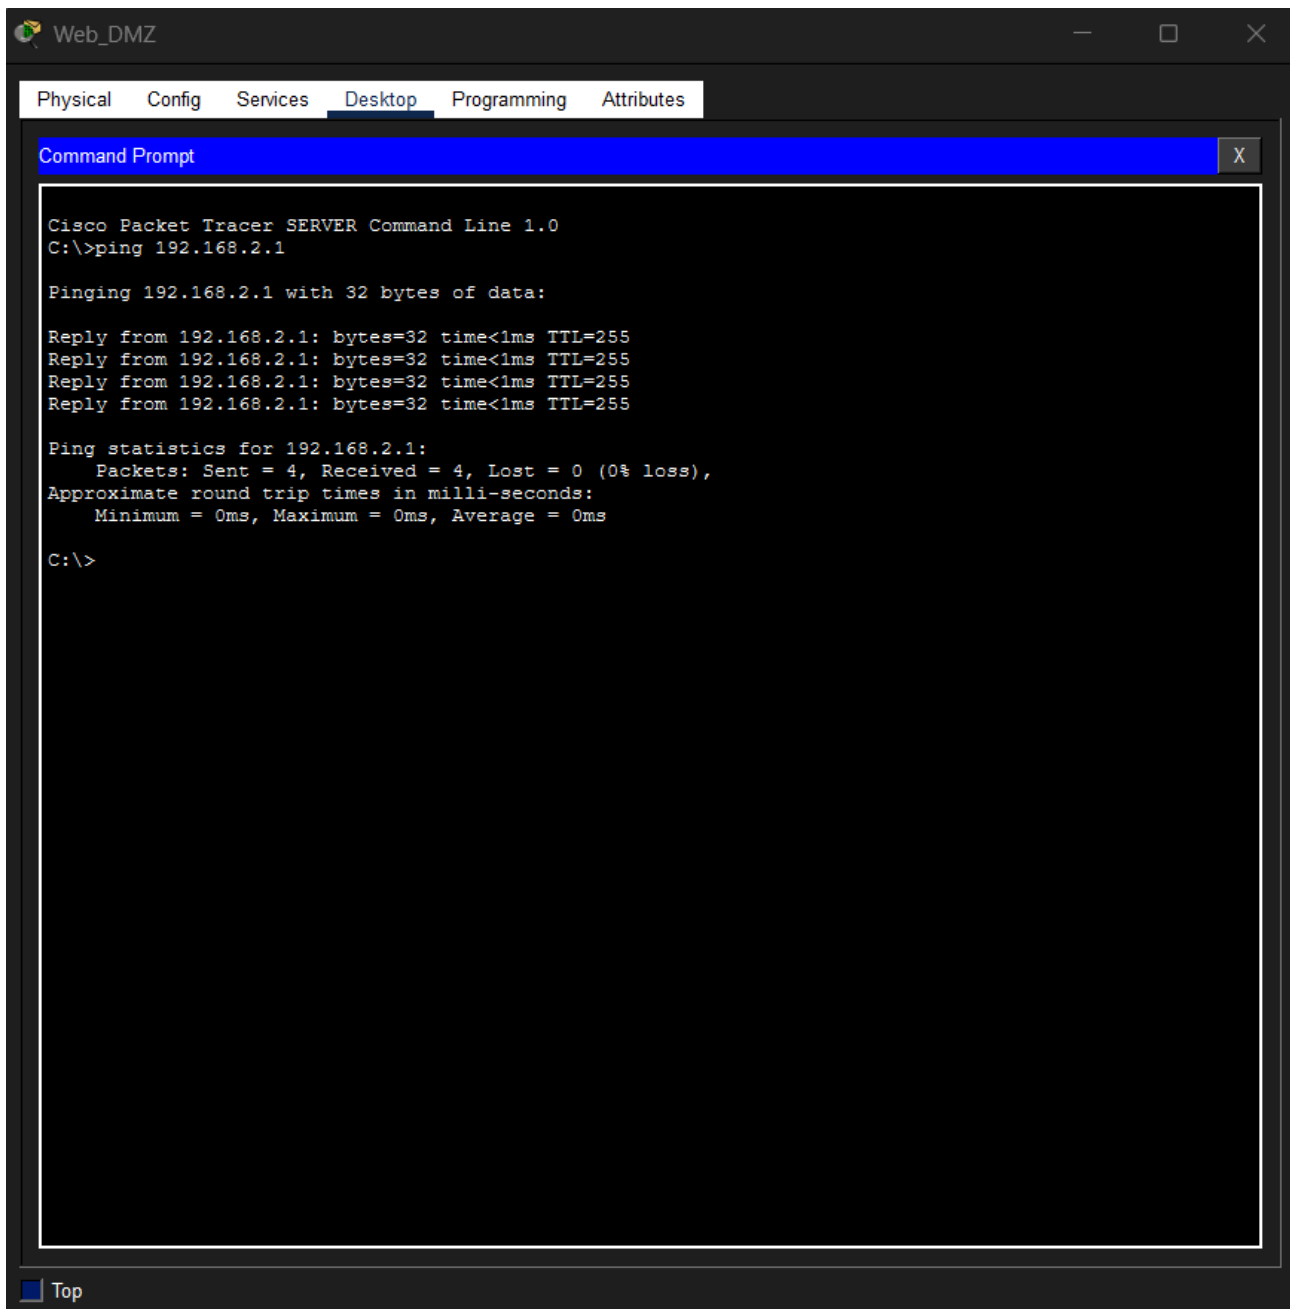 Web_DMZ
Physical Config Services Desktop Programming Attributes
Command Prompt X
Cisco Packet Tracer SERVER Command Line 1.0
C:\>ping 192.168.2.1
Pinging 192.168.2.1 with 32 bytes of data:
Reply from 192.168.2.1: bytes=32 time<1ms TTL=255
Reply from 192.168.2.1: bytes=32 time<1ms TTL=255
Reply from 192.168.2.1: bytes=32 time<1ms TTL=255
Reply from 192.168.2.1: bytes=32 time<1ms TTL=255
Ping statistics for 192.168.2.1:
    Packets: Sent = 4, Received = 4, Lost = 0 (0% loss),
Approximate round trip times in milli-seconds:
    Minimum = 0ms, Maximum = 0ms, Average = 0ms
C:\>
Top